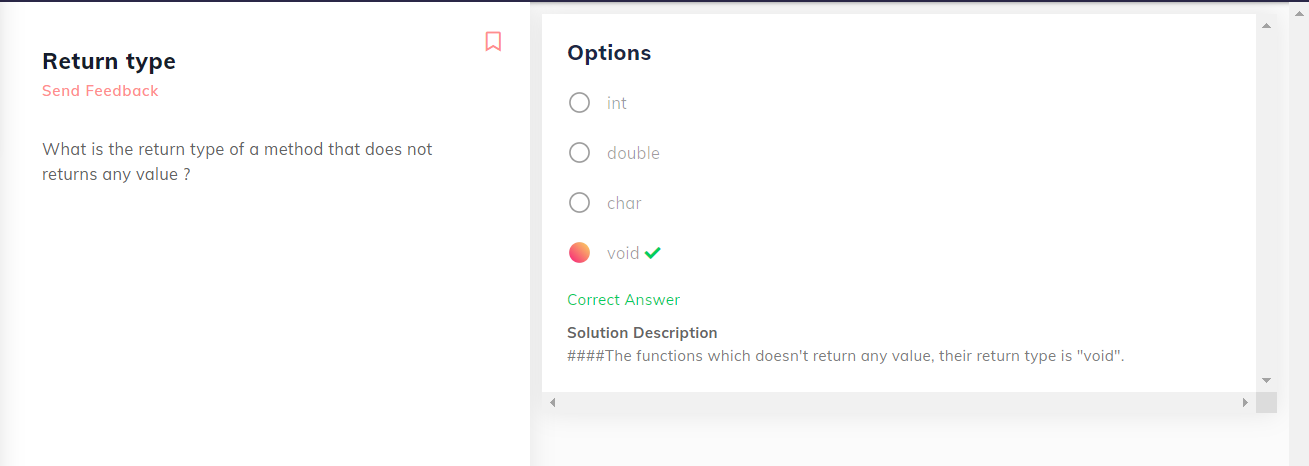 Return type
Send Feedback
What is the return type of a method that does not
returns any value ?
Options
int
double
char
void
Correct Answer
Solution Description
####The functions which doesn't return any value, their return type is "void".